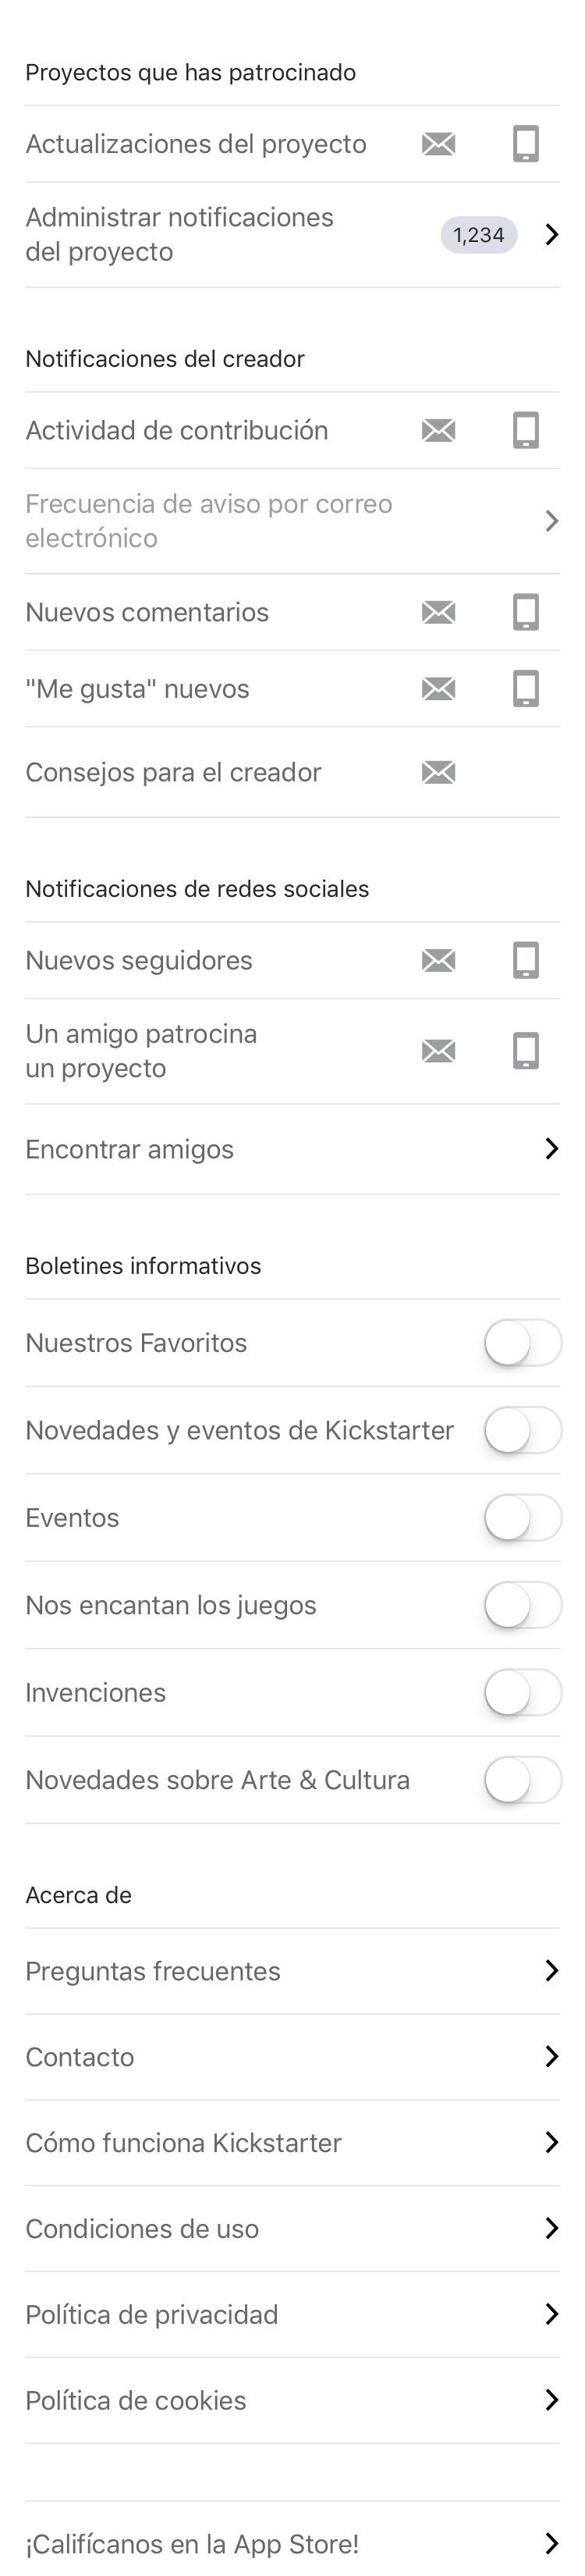 Proyectos que has patrocinado
Actualizaciones del proyecto
Administrar notificaciones
del proyecto
1,234
Notificaciones del creador
Actividad de contribución
Frecuencia de aviso por correo
electrónico
Nuevos comentarios
"Me gusta" nuevos
Consejos para el creador
Notificaciones de redes sociales
Nuevos seguidores
Un amigo patrocina
un proyecto
Encontrar amigos
Boletines informativos
Nuestros Favoritos
Novedades y eventos de Kickstarter
Eventos
Nos encantan los juegos
Invenciones
Novedades sobre Arte & Cultura
Acerca de
Preguntas frecuentes
Contacto
Cómo funciona Kickstarter
Condiciones de uso
Política de privacidad
Política de cookies
¡Califícanos en la App Store!